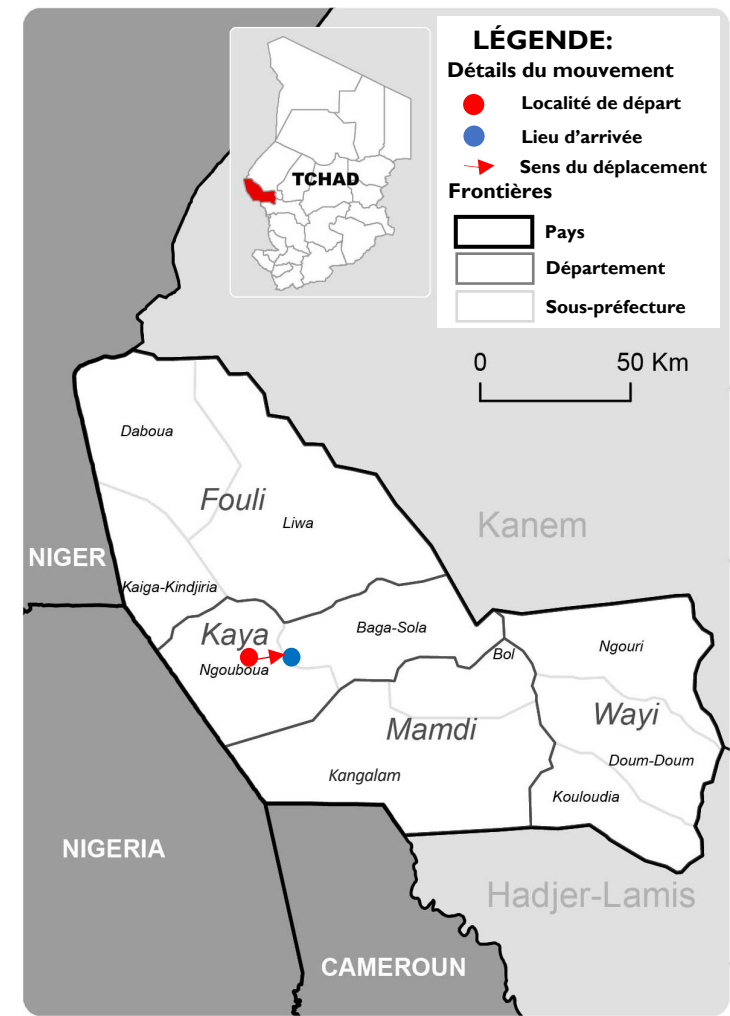 LÉGENDE:
Détails du mouvement
Localité de départ
Lieu d’arrivée
Sens du déplacement
Frontières
Pays
Département
Sous-préfecture
TCHAD
0 50 Km
Daboua
Fouli
Liwa
Kanem
NIGER
Kaiga-Kindjiria
Kaya
Baga-Sola
Ngouboua
Bol
Ngouri
Wayi
Mamdi
Doum-Doum
Kangalam
Kouloudia
NIGERIA
Hadjer-Lamis
CAMEROUN